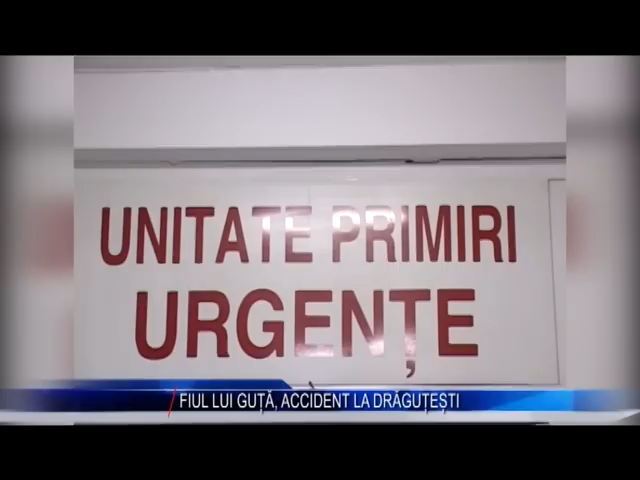 UNITATE PRIMIRI
URGENȚE
FIUL LUI GUȚĂ, ACCIDENT LA DRĂGUȚEȘTI